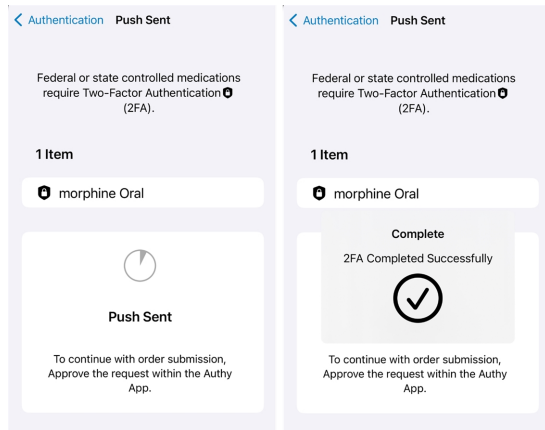 Authentication Push Sent
Federal or state controlled medications
require Two-Factor Authentication
(2FA).
1 Item
morphine Oral
Push Sent
To continue with order submission,
Approve the request within the Authy
App.
Authentication Push Sent
Federal or state controlled medications
require Two-Factor Authentication
(2FA).
1 Item
morphine Oral
Complete
2FA Completed Successfully
To continue with order submission,
Approve the request within the Authy
App.